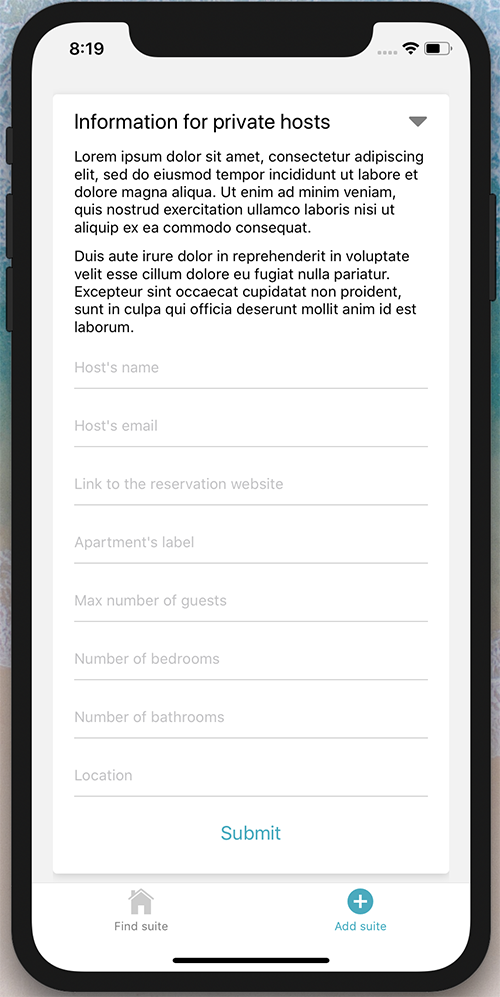 8:19
Information for private hosts
Lorem ipsum dolor sit amet, consectetur adipiscing
elit, sed do eiusmod tempor incididunt ut labore et
dolore magna aliqua. Ut enim ad minim veniam,
quis nostrud exercitation ullamco laboris nisi ut
aliquip ex ea commodo consequat.
Duis aute irure dolor in reprehenderit in voluptate
velit esse cillum dolore eu fugiat nulla pariatur.
Excepteur sint occaecat cupidatat non proident,
sunt in culpa qui officia deserunt mollit anim id est
laborum.
Host's name
Host's email
Link to the reservation website
Apartment's label
Max number of guests
Number of bedrooms
Number of bathrooms
Location
Submit
Find suite
Add suite